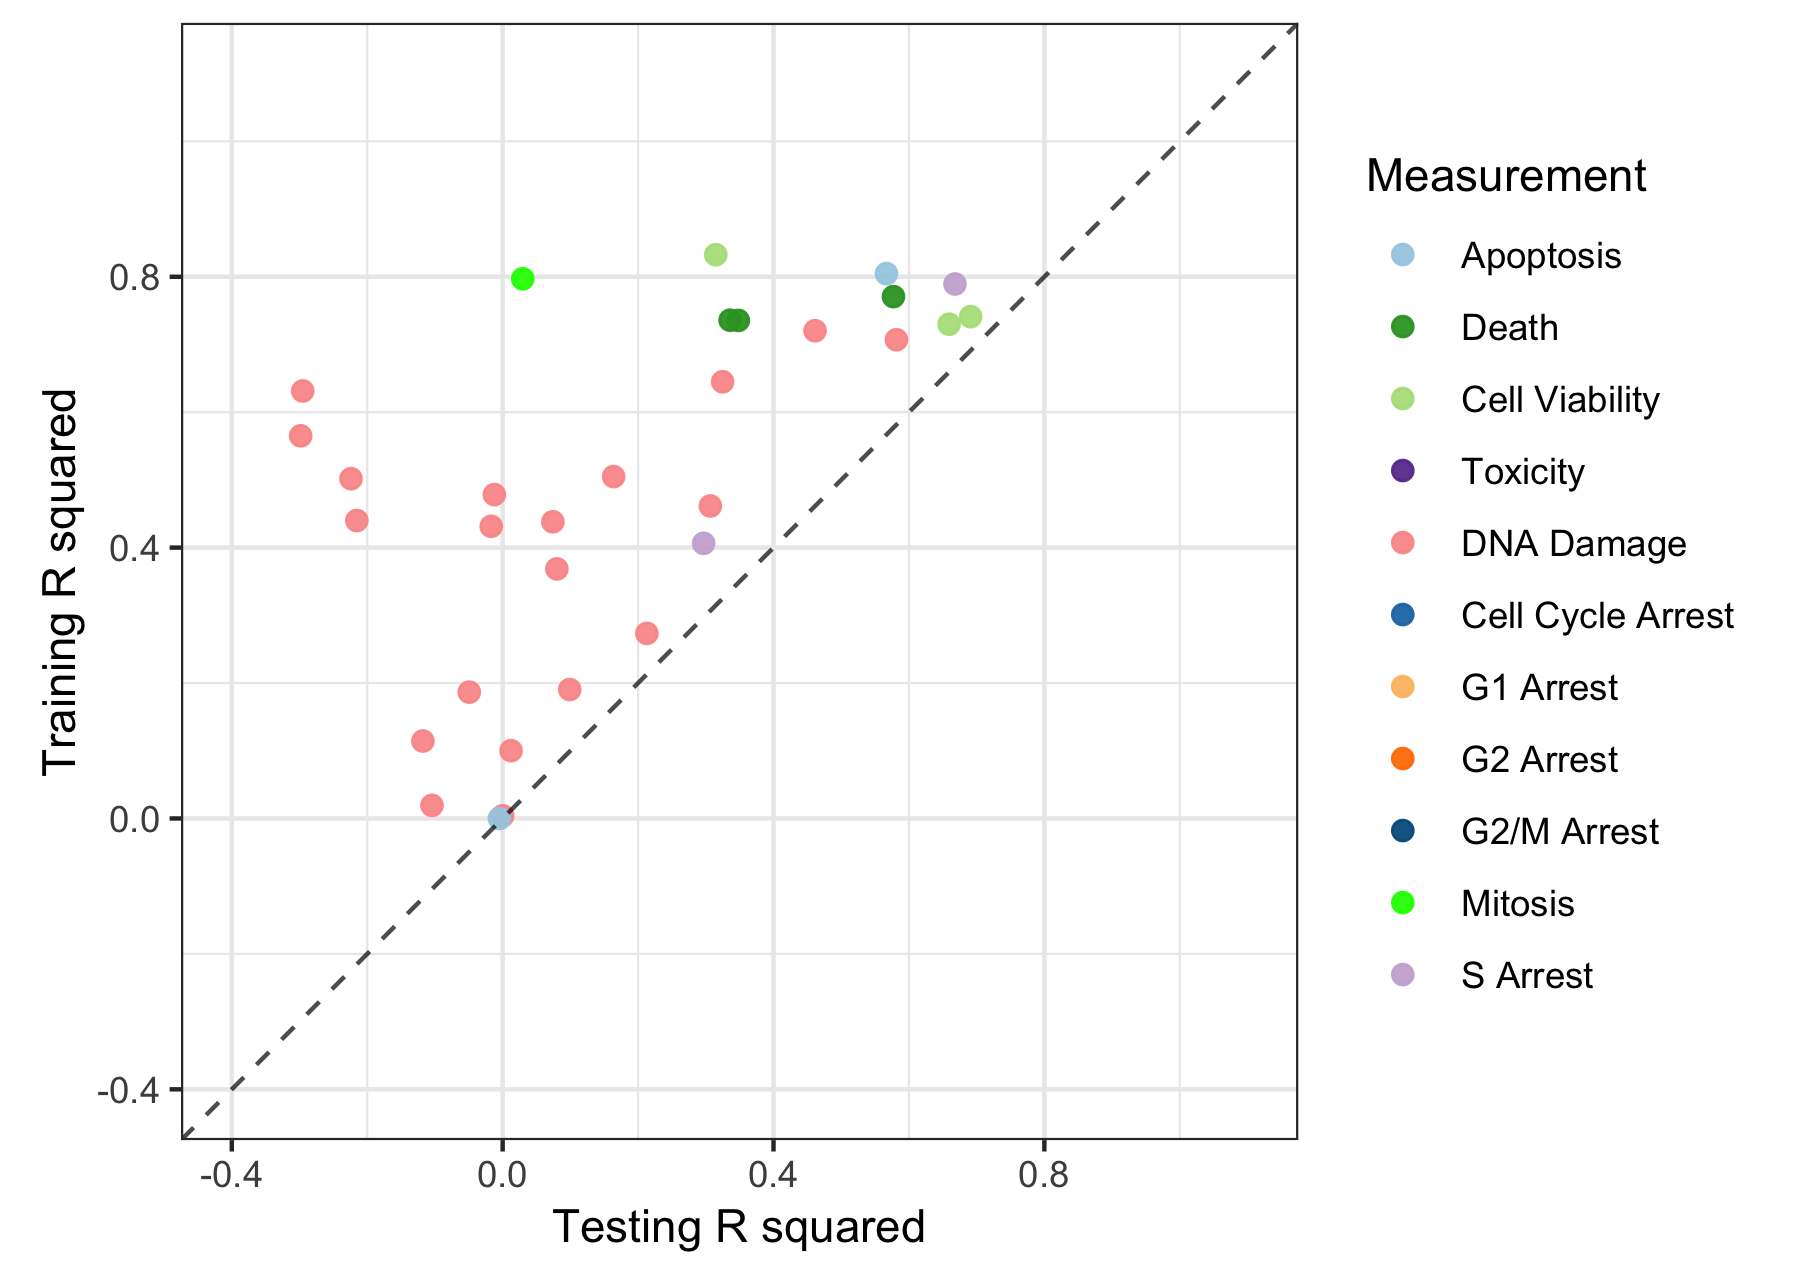 Training R squared
0.8
0.4
0.0
-0.4
-0.4
0.0
0.4
0.8
Testing R squared
Measurement
Apoptosis
Death
Cell Viability
Toxicity
DNA Damage
Cell Cycle Arrest
G1 Arrest
G2 Arrest
G2/M Arrest
Mitosis
S Arrest